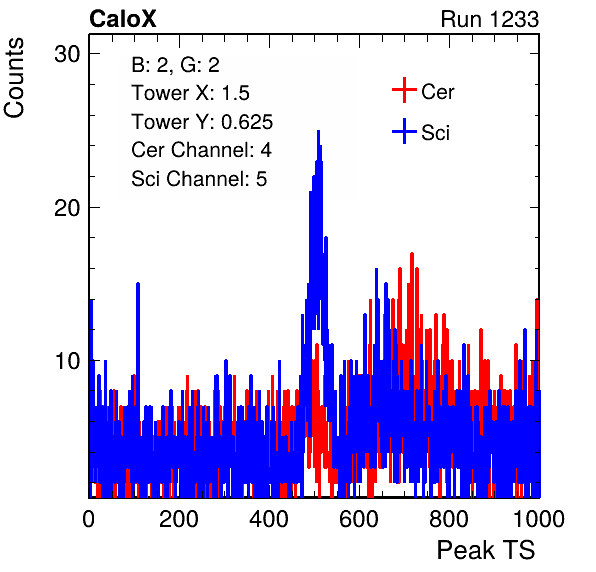 CaloX Run 1233
Counts
30
20
10
B: 2, G: 2
Tower X: 1.5
Tower Y: 0.625
Cer Channel: 4
Sci Channel: 5
Cer
Sci
0 200 400 600 800 1000
Peak TS